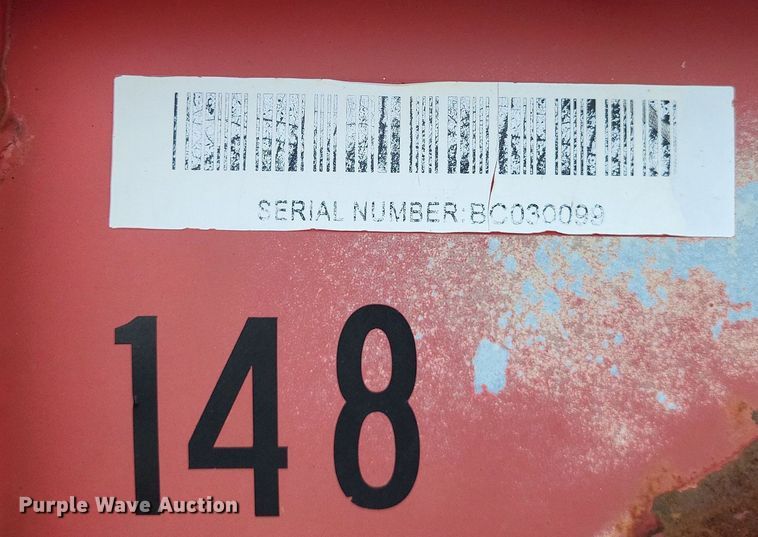 SERIAL NUMBER:BC030099
148
Purple Wave Auction